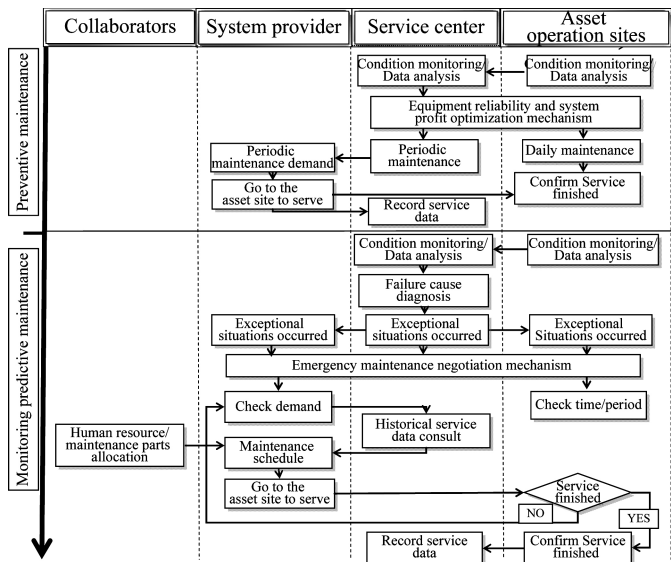 Collaborators
System provider
Service center
Asset
operation sites
Preventive maintenance
Condition monitoring/
Data analysis
Condition monitoring/
Data analysis
Equipment reliability and system
profit optimization mechanism
Periodic
maintenance demand
Periodic
maintenance
Daily maintenance
Go to the
asset site to serve
Confirm Service
finished
Record service
data
Monitoring predictive maintenance
Condition monitoring/
Data analysis
Condition monitoring/
Data analysis
Failure cause
diagnosis
Exceptional
situations occurred
Exceptional
situations occurred
Exceptional
Situations Occurred
Emergency maintenance negotiation mechanism
Check demand
Check time/period
Historical service
data consult
Human resource/
maintenance parts
allocation
Maintenance
schedule
Go to the
asset site to serve
Service
finished
NO
YES
Record service
data
Confirm Service
finished